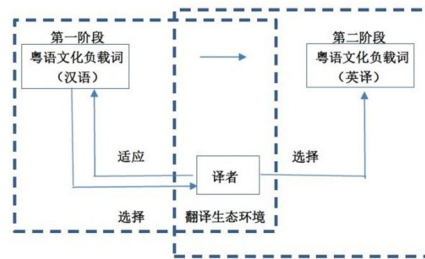 第一阶段
粤语文化负载词
（汉语）
第二阶段
粤语文化负载词
（英译）
适应
译者
选择
选择
翻译生态环境